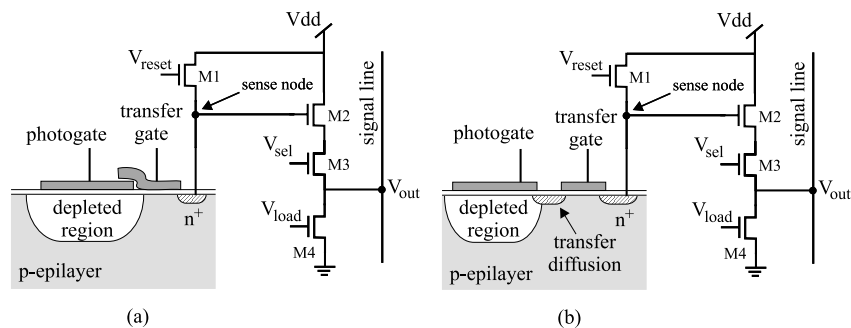 Vdd
Vreset
M1
sense node
transfer
gate
photogate
M2
signal line
Vsel
M3
Vout
depleted
region
n+
Vload
M4
p-epilayer
(a)
Vdd
Vreset
M1
sense node
transfer
gate
photogate
M2
signal line
Vsel
M3
Vout
depleted
region
n+
Vload
transfer
diffusion
M4
p-epilayer
(b)